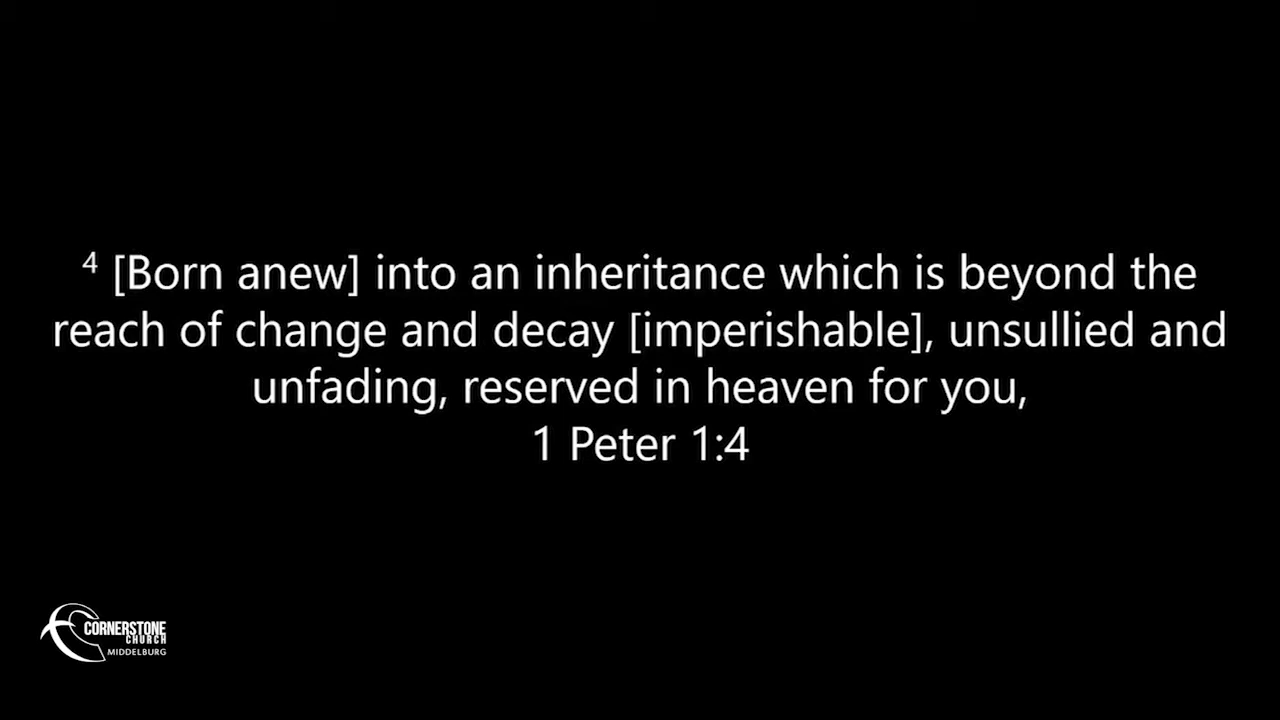 ⁴ [Born anew] into an inheritance which is beyond the
reach of change and decay [imperishable], unsullied and
unfading, reserved in heaven for you,
1 Peter 1:4
CORNERSTONE
CHURCH
MIDDELBURG